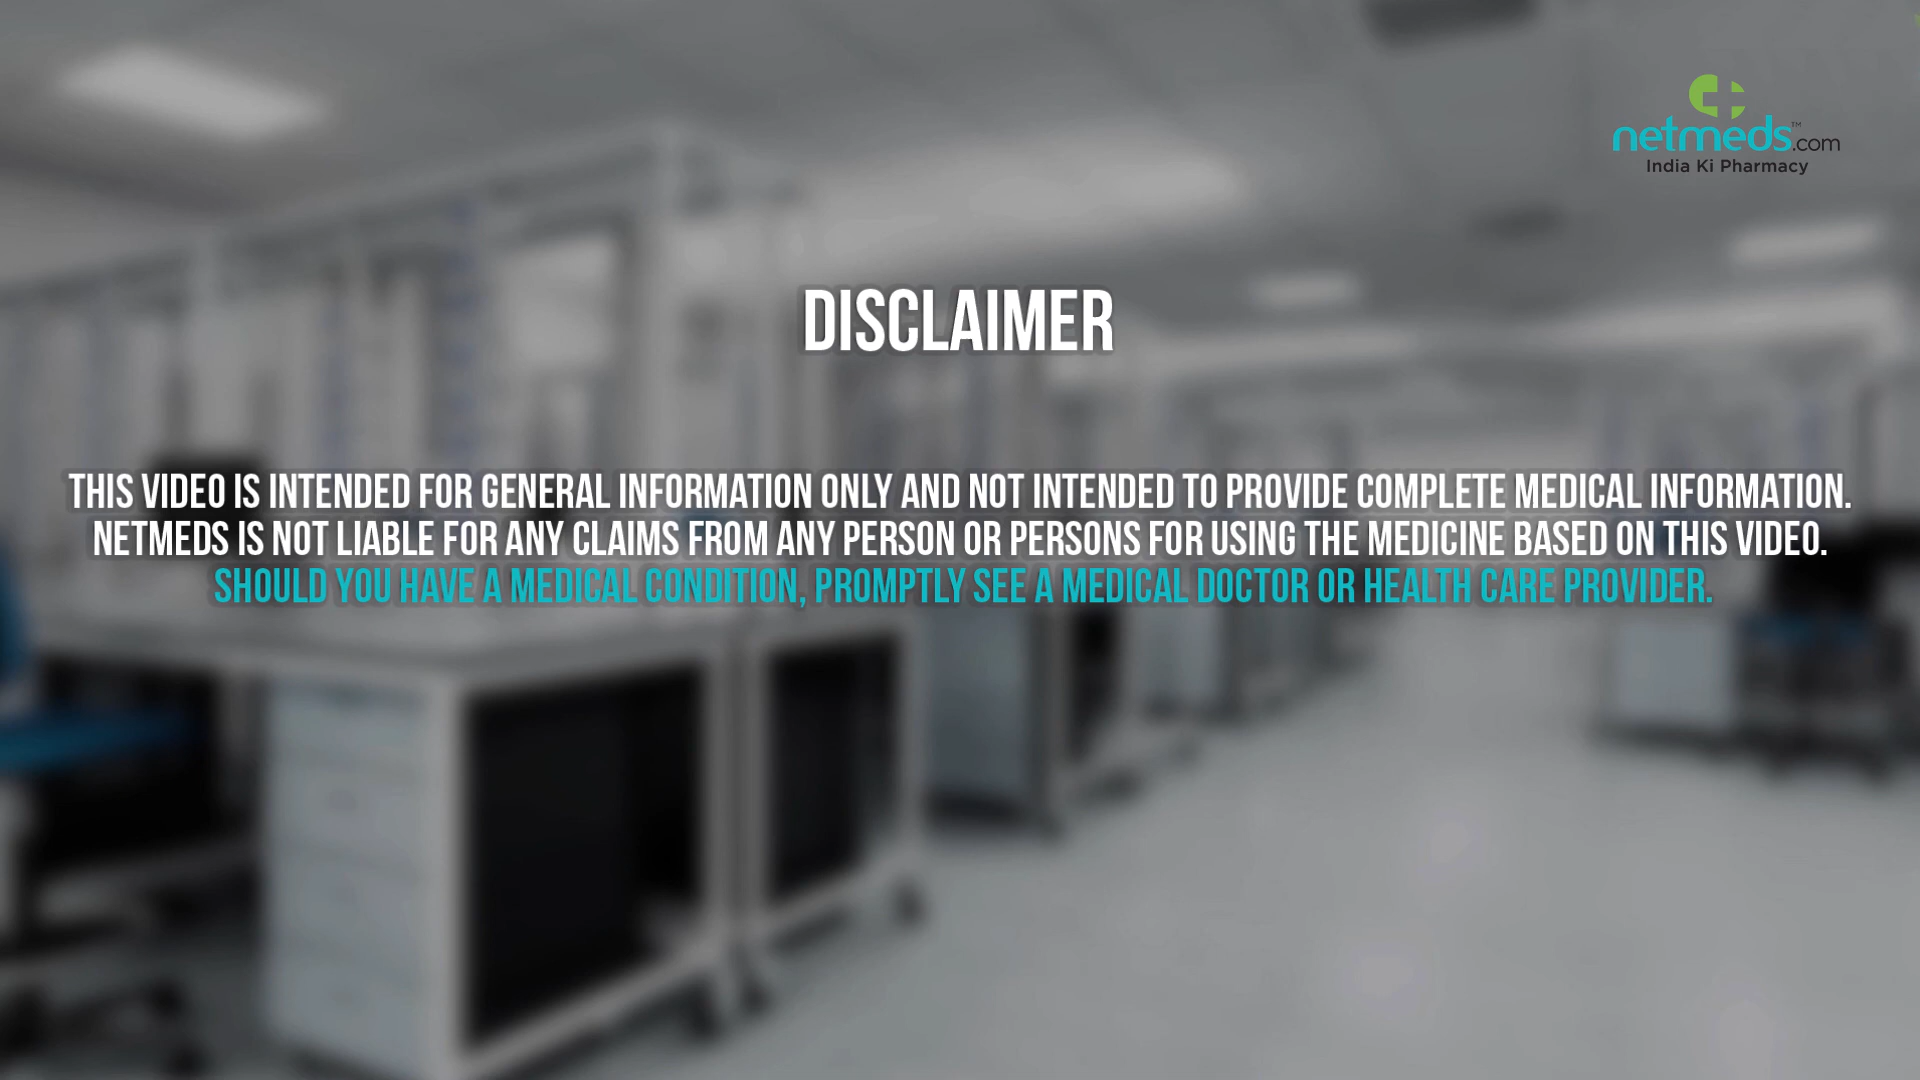 netmeds™.com
India Ki Pharmacy
DISCLAIMER
THIS VIDEO IS INTENDED FOR GENERAL INFORMATION ONLY AND NOT INTENDED TO PROVIDE COMPLETE MEDICAL INFORMATION.
NETMEDS IS NOT LIABLE FOR ANY CLAIMS FROM ANY PERSON OR PERSONS FOR USING THE MEDICINE BASED ON THIS VIDEO.
SHOULD YOU HAVE A MEDICAL CONDITION, PROMPTLY SEE A MEDICAL DOCTOR OR HEALTH CARE PROVIDER.